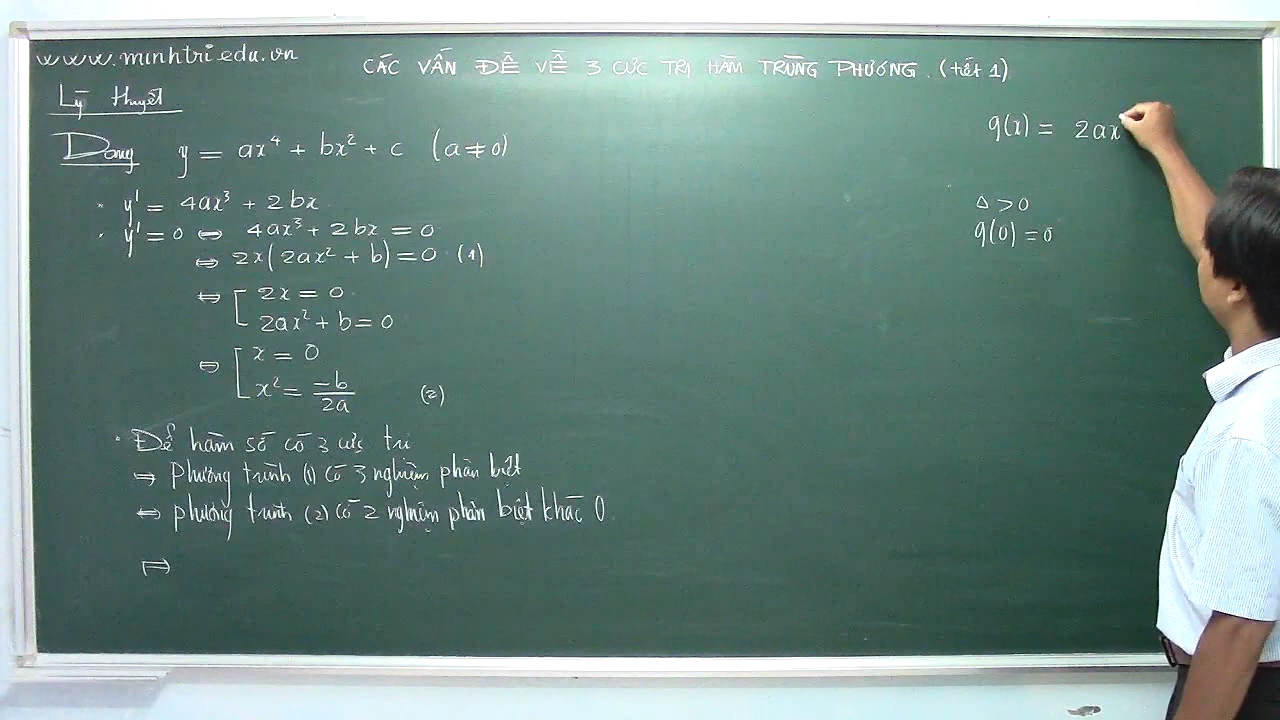 www.minhtri.edu.vn
CÁC VẤN ĐỀ VỀ 3 CỰC TRỊ HÀM TRÙNG PHƯƠNG. (tiết 1)
Lý thuyết
Dạng y = ax⁴ + bx² + c (a ≠ 0)
• y' = 4ax³ + 2bx
• y' = 0 ⇔ 4ax³ + 2bx = 0
⇔ 2x(2ax² + b) = 0 (1)
⇔ [ 2x = 0
2ax² + b = 0
⇔ [ x = 0
x² = -b/2a (2)
• Để hàm số có 3 cực trị
⇔ Phương trình (1) có 3 nghiệm phân biệt
⇔ phương trình (2) có 2 nghiệm phân biệt khác 0
⇔
g(x) = 2ax
Δ > 0
g(0) = 0